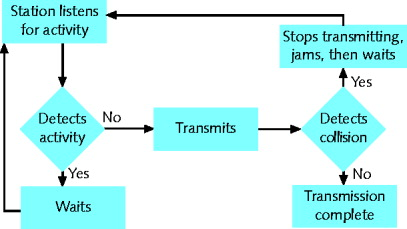 Station listens
for activity
Stops transmitting,
jams, then waits
Yes
Detects
activity
No
Transmits
Detects
collision
Yes
No
Waits
Transmission
complete